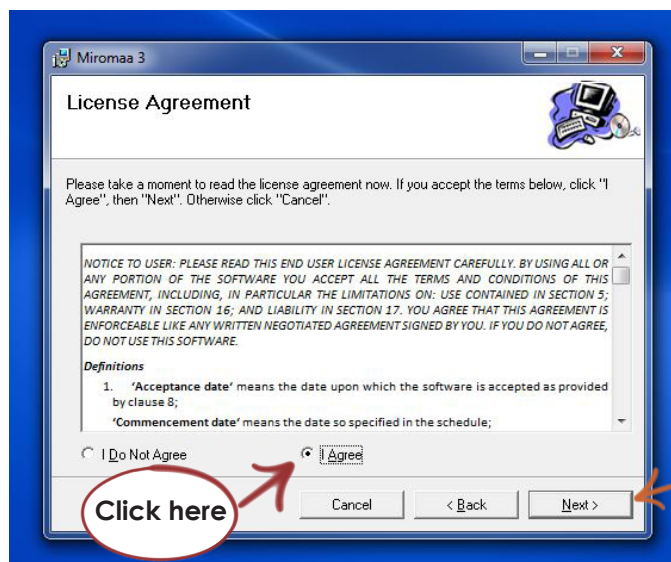 Miromaa 3
License Agreement
Please take a moment to read the license agreement now. If you accept the terms below, click "I
Agree", then "Next". Otherwise click "Cancel".
NOTICE TO USER: PLEASE READ THIS END USER LICENSE AGREEMENT CAREFULLY. BY USING ALL OR
ANY PORTION OF THE SOFTWARE YOU ACCEPT ALL THE TERMS AND CONDITIONS OF THIS
AGREEMENT, INCLUDING, IN PARTICULAR THE LIMITATIONS ON: USE CONTAINED IN SECTION 5;
WARRANTY IN SECTION 16; AND LIABILITY IN SECTION 17. YOU AGREE THAT THIS AGREEMENT IS
ENFORCEABLE LIKE ANY WRITTEN NEGOTIATED AGREEMENT SIGNED BY YOU. IF YOU DO NOT AGREE,
DO NOT USE THIS SOFTWARE.
Definitions
1. 'Acceptance date' means the date upon which the software is accepted as provided
by clause 8;
'Commencement date' means the date so specified in the schedule;
I Do Not Agree
I Agree
Click here
Cancel
< Back
Next >